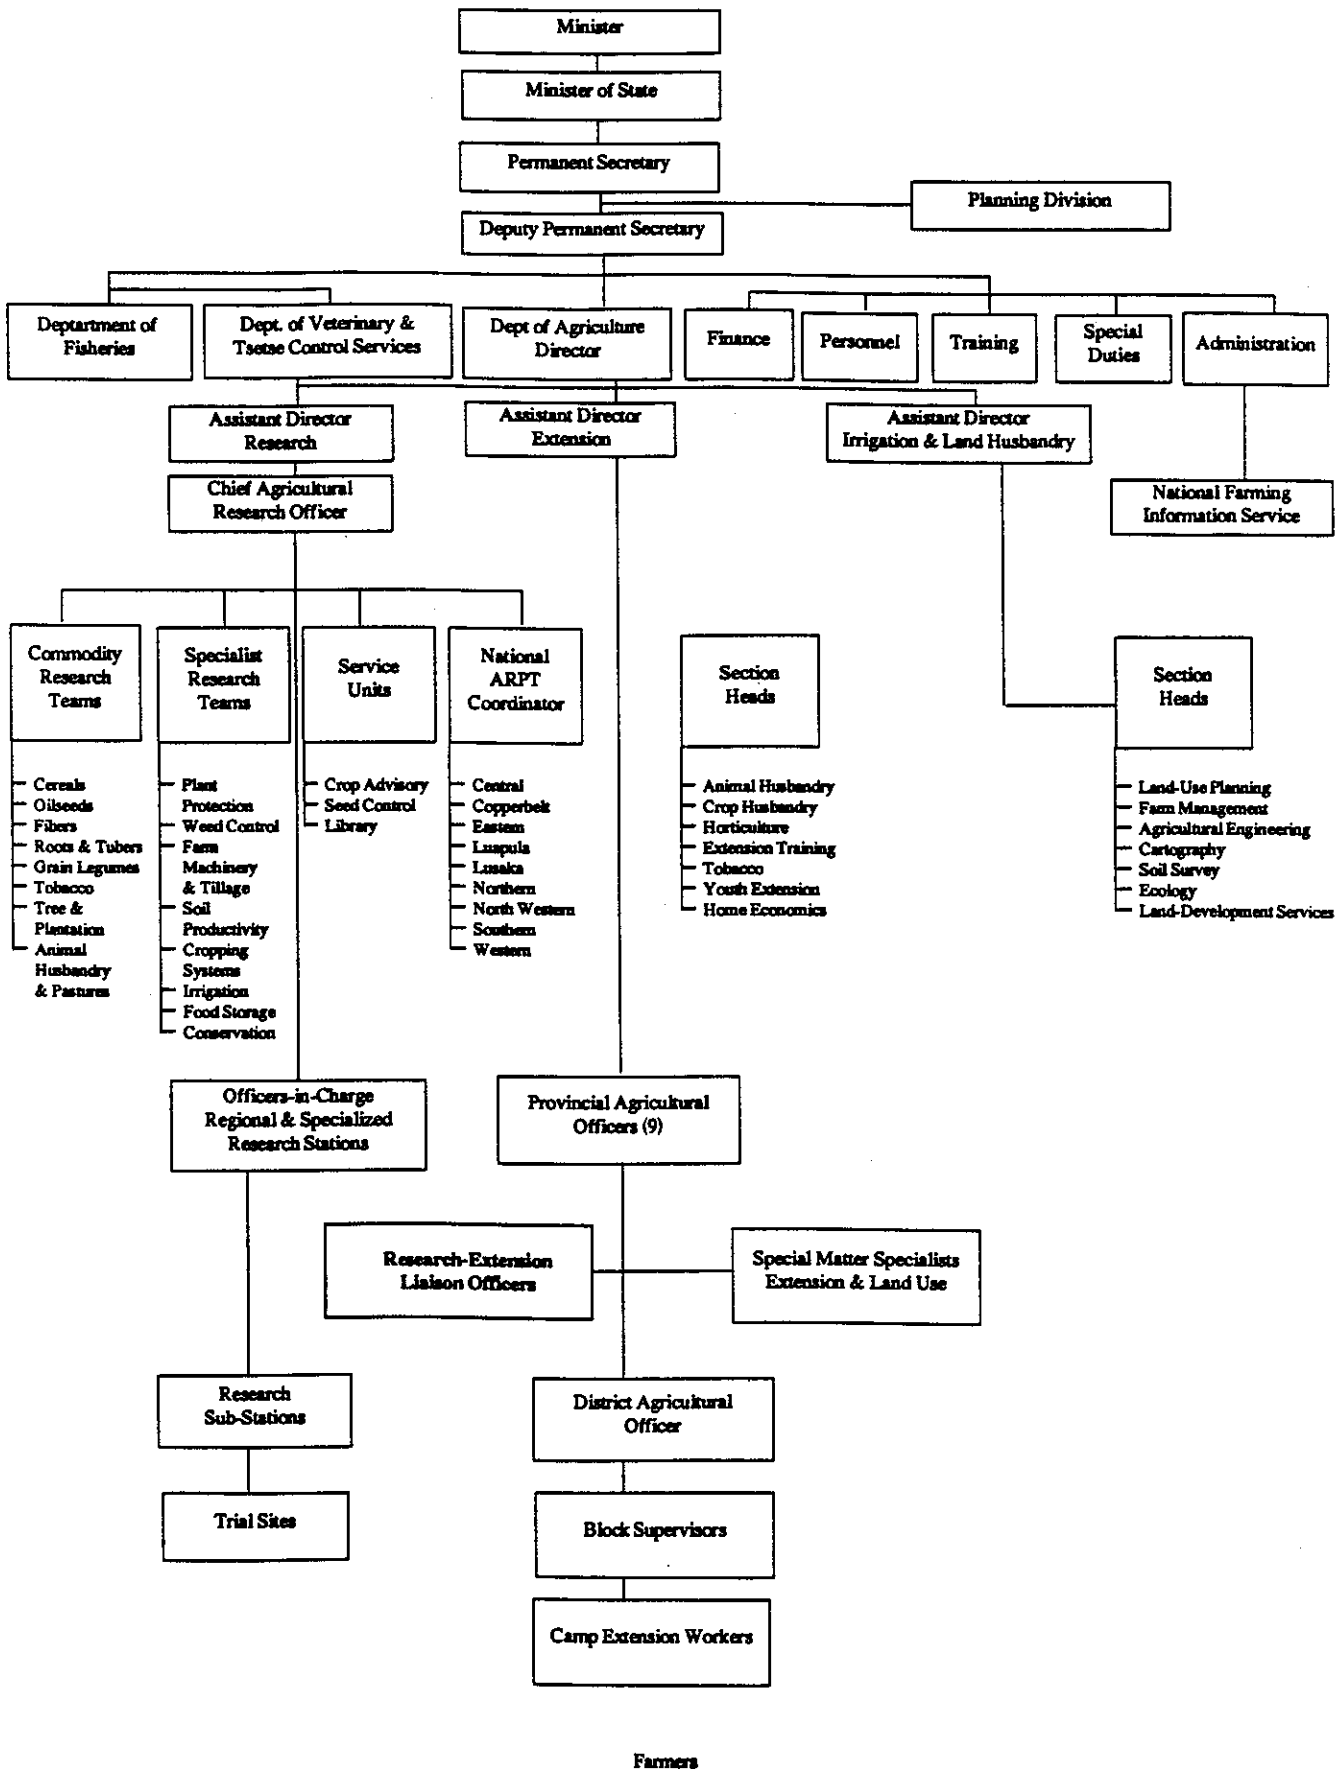 Minister
Minister of State
Permanent Secretary
Planning Division
Deputy Permanent Secretary
Deptartment of
Fisheries
Dept. of Veterinary &
Tsetse Control Services
Dept of Agriculture
Director
Finance
Personnel
Training
Special
Duties
Administration
Assistant Director
Research
Assistant Director
Extension
Assistant Director
Irrigation & Land Husbandry
Chief Agricultural
Research Officer
National Farming
Information Service
Commodity
Research
Teams
Specialist
Research
Teams
Service
Units
National
ARPT
Coordinator
Section
Heads
Section
Heads
Cereals
Oilseeds
Fibers
Roots & Tubers
Grain Legumes
Tobacco
Tree &
Plantation
Animal
Husbandry
& Pastures
Plant
Protection
Weed Control
Farm
Machinery
& Tillage
Soil
Productivity
Cropping
Systems
Irrigation
Food Storage
Conservation
Crop Advisory
Seed Control
Library
Central
Copperbelt
Eastern
Luapula
Lusaka
Northern
North Western
Southern
Western
Animal Husbandry
Crop Husbandry
Horticulture
Extension Training
Tobacco
Youth Extension
Home Economics
Land-Use Planning
Farm Management
Agricultural Engineering
Cartography
Soil Survey
Ecology
Land-Development Services
Officers-in-Charge
Regional & Specialized
Research Stations
Provincial Agricultural
Officers (9)
Research-Extension
Liaison Officers
Special Matter Specialists
Extension & Land Use
Research
Sub-Stations
District Agricultural
Officer
Trial Sites
Block Supervisors
Camp Extension Workers
Farmers